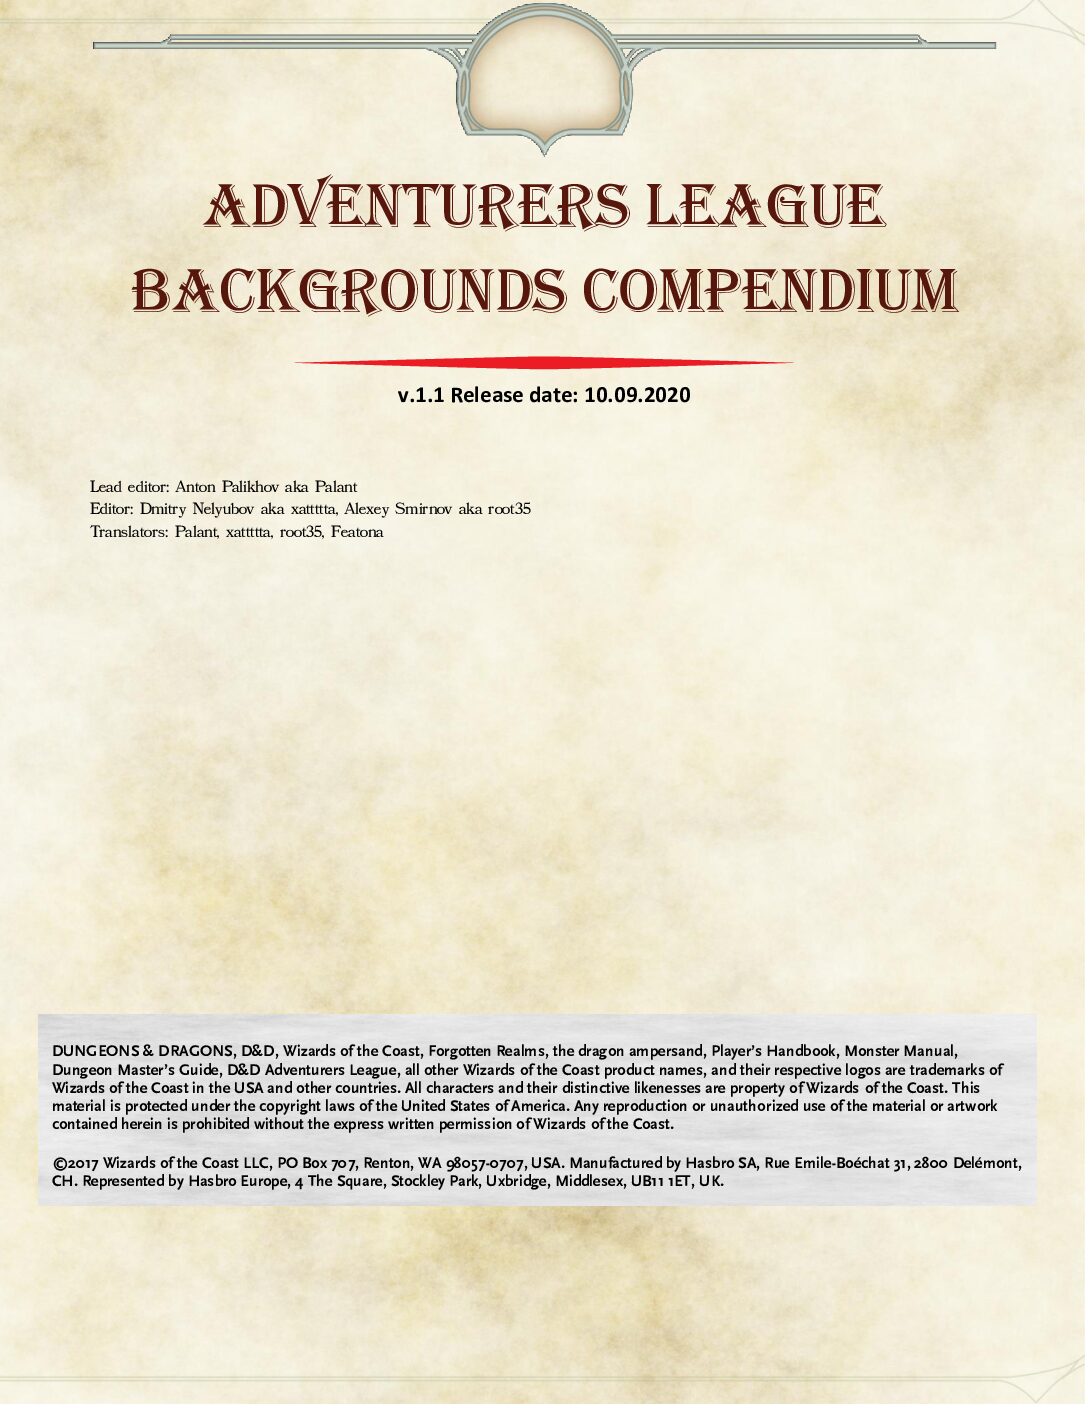 ADVENTURERS LEAGUE
BACKGROUNDS COMPENDIUM
v.1.1 Release date: 10.09.2020
Lead editor: Anton Palikhov aka Palant
Editor: Dmitry Nelyubov aka xattttta, Alexey Smirnov aka root35
Translators: Palant, xattttta, root35, Featona
DUNGEONS & DRAGONS, D&D, Wizards of the Coast, Forgotten Realms, the dragon ampersand, Player's Handbook, Monster Manual,
Dungeon Master's Guide, D&D Adventurers League, all other Wizards of the Coast product names, and their respective logos are trademarks of
Wizards of the Coast in the USA and other countries. All characters and their distinctive likenesses are property of Wizards of the Coast. This
material is protected under the copyright laws of the United States of America. Any reproduction or unauthorized use of the material or artwork
contained herein is prohibited without the express written permission of Wizards of the Coast.
©2017 Wizards of the Coast LLC, PO Box 707, Renton, WA 98057-0707, USA. Manufactured by Hasbro SA, Rue Emile-Boéchat 31, 2800 Delémont,
CH. Represented by Hasbro Europe, 4 The Square, Stockley Park, Uxbridge, Middlesex, UB11 1ET, UK.